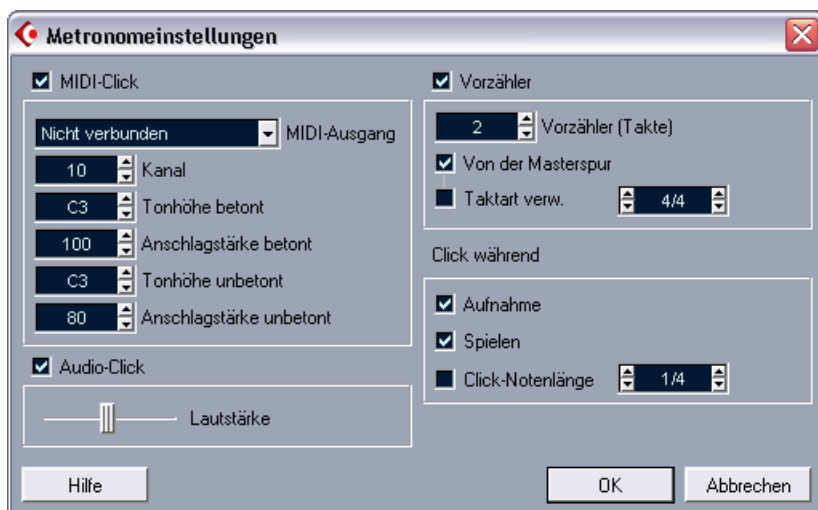 Metronomeinstellungen
MIDI-Click
Nicht verbunden MIDI-Ausgang
10 Kanal
C3 Tonhöhe betont
100 Anschlagstärke betont
C3 Tonhöhe unbetont
80 Anschlagstärke unbetont
Audio-Click
Lautstärke
Vorzähler
2 Vorzähler (Takte)
Von der Masterspur
Taktart verw. 4/4
Click während
Aufnahme
Spielen
Click-Notenlänge 1/4
Hilfe
OK
Abbrechen